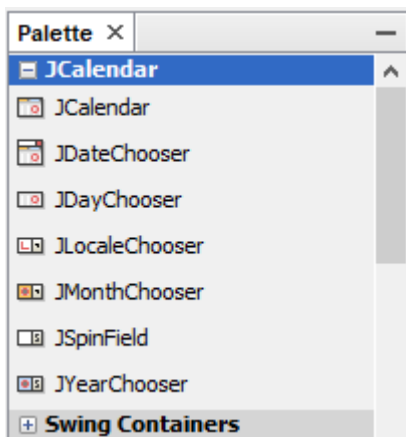 Palette
JCalendar
JCalendar
JDateChooser
JDayChooser
JLocaleChooser
JMonthChooser
JSpinField
JYearChooser
Swing Containers